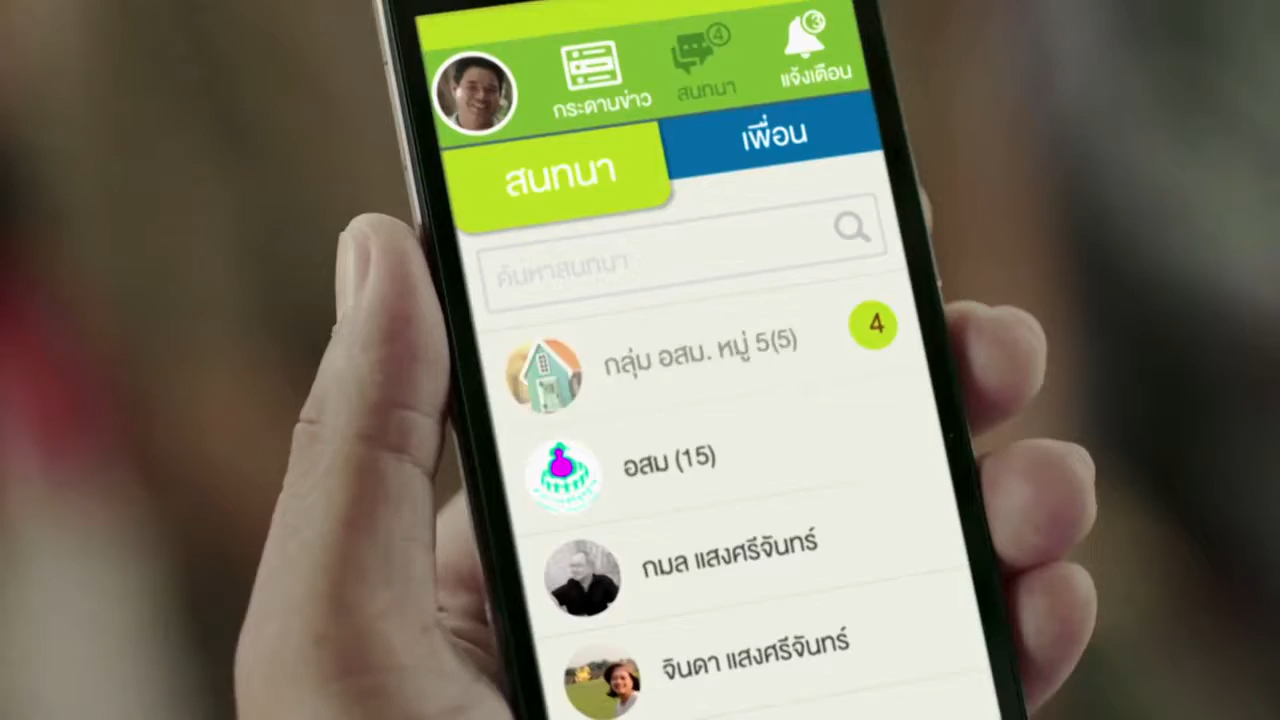 กระดานข่าว
สนทนา
4
แจ้งเตือน
3
สนทนา
เพื่อน
ค้นหาสนทนา
กลุ่ม อสม. หมู่ 5(5)
4
อสม (15)
กมล แสงศรีจันทร์
จินดา แสงศรีจันทร์